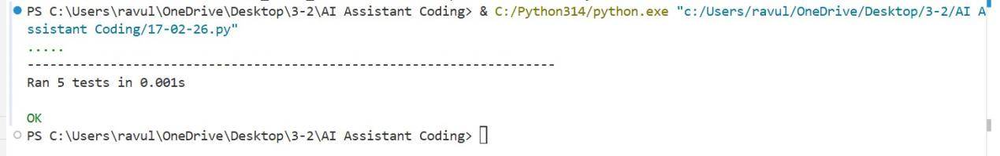 PS C:\Users\ravul\OneDrive\Desktop\3-2\AI Assistant Coding> & C:/Python314/python.exe "c:/Users/ravul/OneDrive/Desktop/3-2/AI A
ssistant Coding/17-02-26.py"
.....
----------------------------------------------------------------------
Ran 5 tests in 0.001s

OK
PS C:\Users\ravul\OneDrive\Desktop\3-2\AI Assistant Coding>